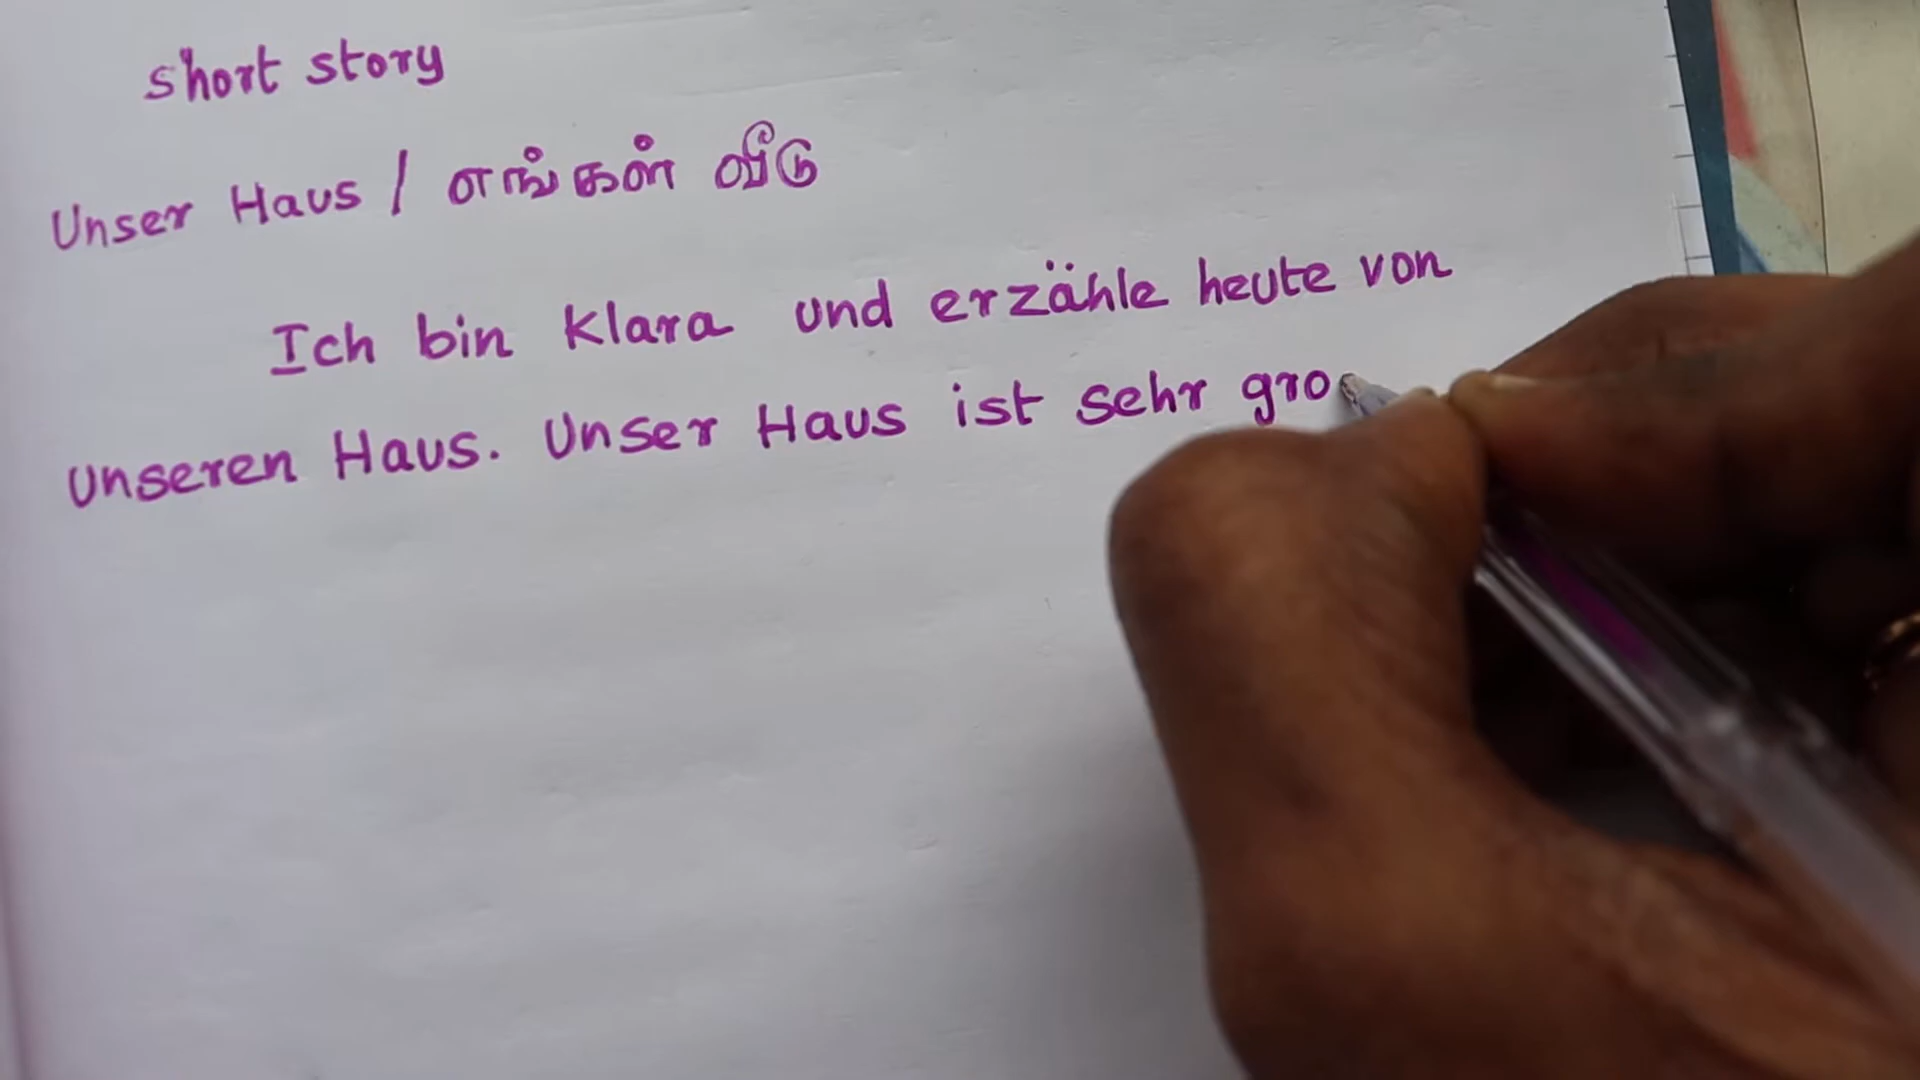 short story
Unser Haus / எங்கள் வீடு
Ich bin Klara und erzähle heute von
unseren Haus. Unser Haus ist sehr gro